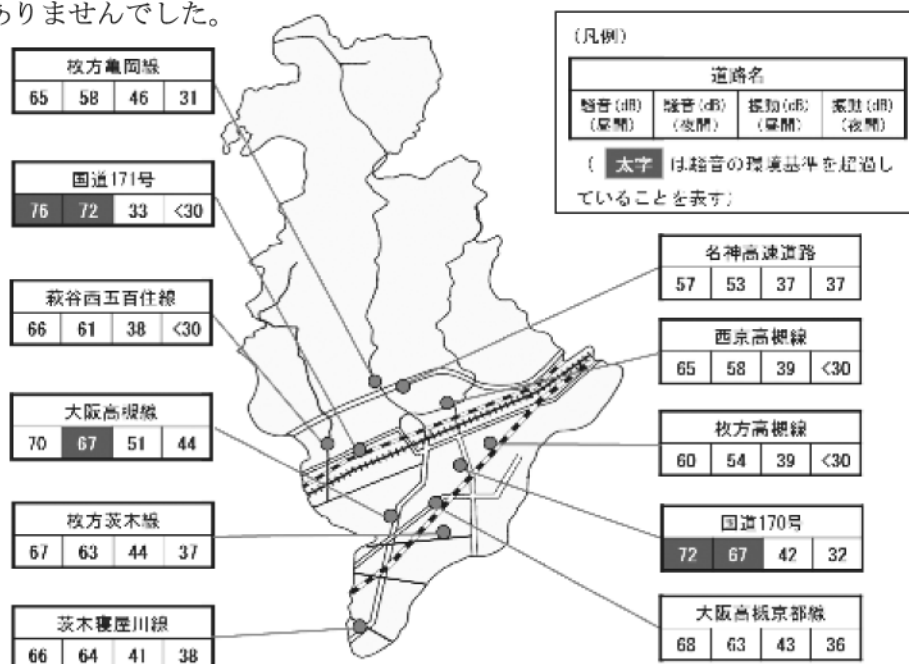 ありませんでした。
(凡例)
道路名
騒音(dB) 騒音(dB) 振動(dB) 振動(dB)
(昼間) (夜間) (昼間) (夜間)
( 太字 は騒音の環境基準を超過し
ていることを表す)
枚方亀岡線
65 58 46 31
国道171号
76 72 33 <30
萩谷西五百住線
66 61 38 <30
大阪高槻線
70 67 51 44
枚方茨木線
67 63 44 37
茨木寝屋川線
66 64 41 38
名神高速道路
57 53 37 37
西京高槻線
65 58 39 <30
枚方高槻線
60 54 39 <30
国道170号
72 67 42 32
大阪高槻京都線
68 63 43 36